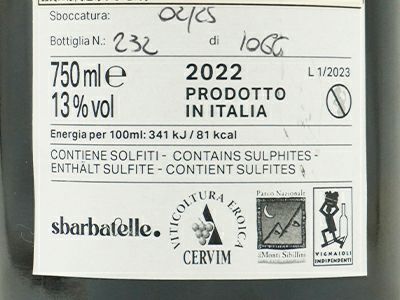 Sboccatura: 02/25
Bottiglia N.: 232 di 1066
750 ml e
13% vol
2022
PRODOTTO
IN ITALIA
L 1/2023
Energia per 100ml: 341 kJ / 81 kcal
CONTIENE SOLFITI - CONTAINS SULPHITES -
ENTHÄLT SULFITE - CONTIENT SULFITES
sbarbatelle.
VITICOLTURA EROICA
CERVIM
Parco Nazionale
dei Monti Sibillini
VIGNAIOLI
INDIPENDENTI